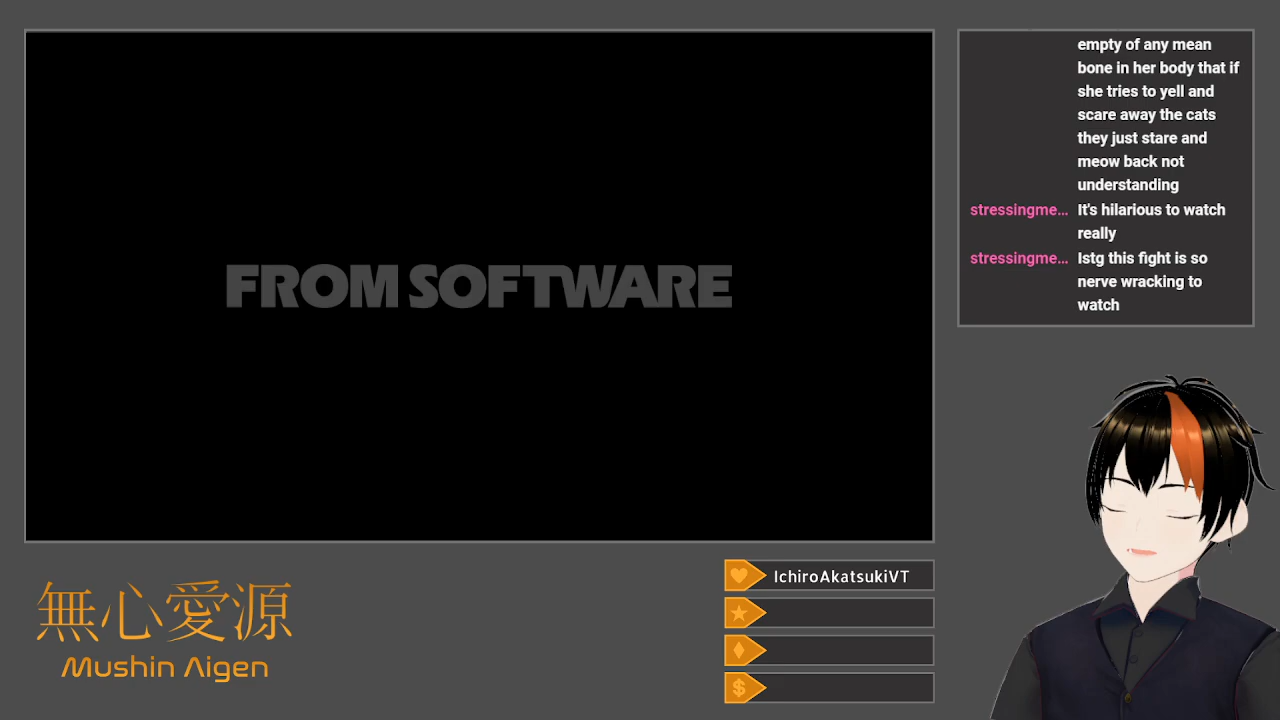 FROM SOFTWARE
empty of any mean
bone in her body that if
she tries to yell and
scare away the cats
they just stare and
meow back not
understanding
stressingme... It's hilarious to watch
really
stressingme... Istg this fight is so
nerve wracking to
watch
無心愛源
Mushin Aigen
IchiroAkatsukiVT
$